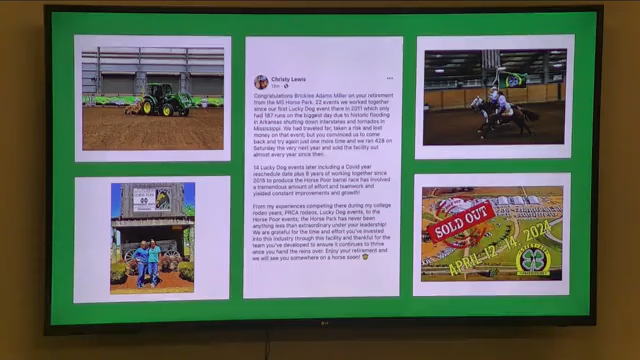 Christy Lewis
Congratulations Bricklee Adams Miller on your retirement
from the MS Horse Park. 22 events we worked together
since our first Lucky Dog event there in 2011 which only
had 187 runs on the biggest day due to historic flooding
in Arkansas shutting down interstates and tornados in
Mississippi. We had traveled far, taken a risk and lost
money on that event; but you convinced us to come
back and try again just one more time and we ran 428 on
Saturday the very next year and sold the facility out
almost every year since then.
14 Lucky Dog events later including a Covid year
reschedule date plus 8 years of working together since
2016 to produce the Horse Poor barrel race has involved
a tremendous amount of effort and teamwork and
yielded constant improvements and growth!
From my experiences competing there during my college
rodeo years, PRCA rodeos, Lucky Dog events, to the
Horse Poor events; the Horse Park has never been
anything less than extraordinary under your leadership!
We are grateful for the time and effort you've invested
into this industry through this facility and thankful for the
team you've developed to ensure it continues to thrive
once you hand the reins over. Enjoy your retirement and
we will see you somewhere on a horse soon!
SOLD OUT
APRIL 12-14, 2024
LG